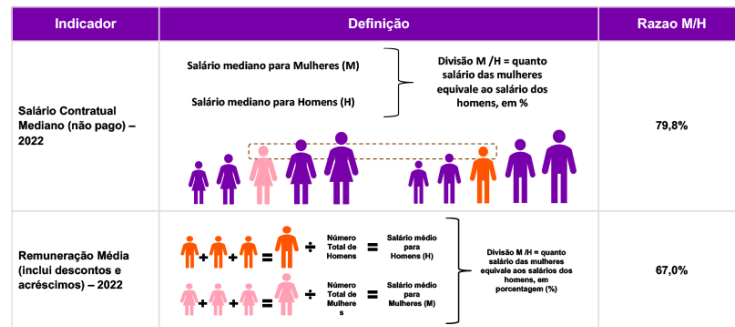 Indicador Definição Razao M/H
Salário Contratual
Mediano (não pago) –
2022
Salário mediano para Mulheres (M)
Salário mediano para Homens (H)
Divisão M /H = quanto
salário das mulheres
equivale ao salário dos
homens, em %
79,8%
Remuneração Média
(inclui descontos e
acréscimos) – 2022
+ + = ÷
Número
Total de
Homens
=
Salário médio
para
Homens (H)
+ + = ÷
Número
Total de
Mulhere
s
=
Salário médio
para
Mulheres (M)
Divisão M /H = quanto
salário das mulheres
equivale aos salários dos
homens, em
porcentagem (%)
67,0%